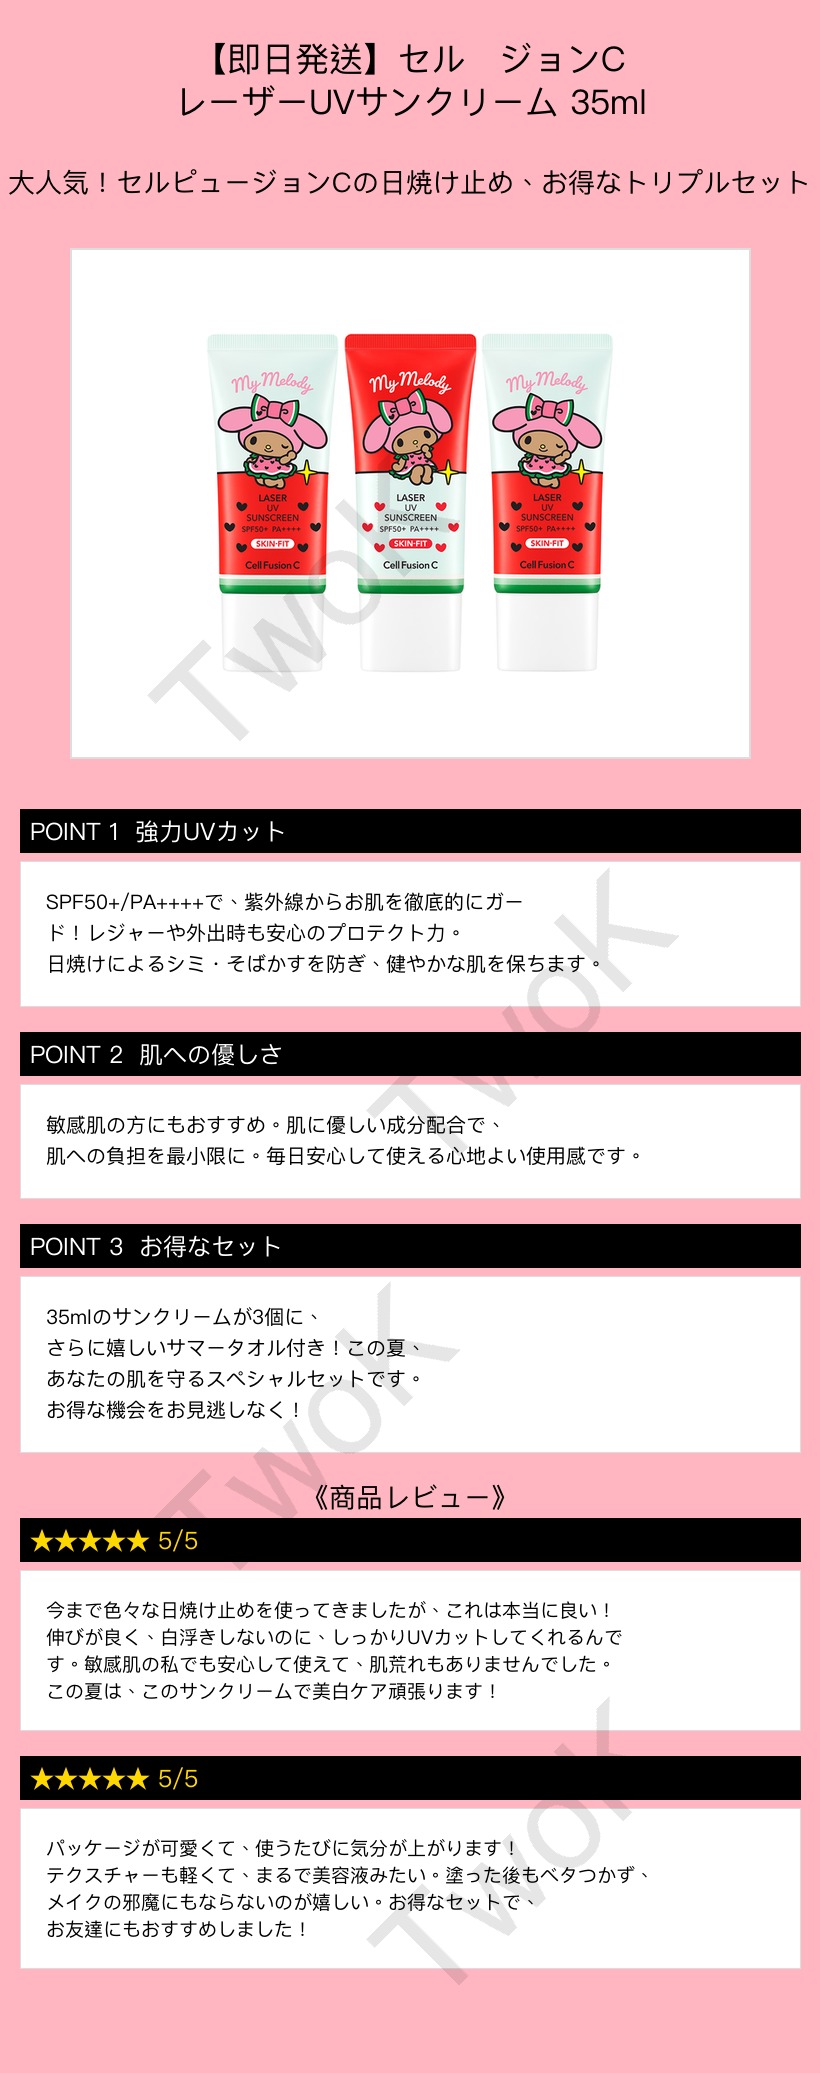 【即日発送】セル　ジョンC
レーザーUVサンクリーム 35ml
大人気！セルピュージョンCの日焼け止め、お得なトリプルセット
My Melody My Melody My Melody
LASER LASER LASER
UV UV UV
SUNSCREEN SUNSCREEN SUNSCREEN
SPF50+ PA++++ SPF50+ PA++++ SPF50+ PA++++
SKIN-FIT SKIN-FIT SKIN-FIT
Cell Fusion C Cell Fusion C Cell Fusion C
TwoK
POINT 1 強力UVカット
SPF50+/PA++++で、紫外線からお肌を徹底的にガー
ド！レジャーや外出時も安心のプロテクト力。
日焼けによるシミ・そばかすを防ぎ、健やかな肌を保ちます。
TwoK
POINT 2 肌への優しさ
敏感肌の方にもおすすめ。肌に優しい成分配合で、
肌への負担を最小限に。毎日安心して使える心地よい使用感です。
POINT 3 お得なセット
35mlのサンクリームが3個に、
さらに嬉しいサマータオル付き！この夏、
あなたの肌を守るスペシャルセットです。
お得な機会をお見逃しなく！
TwoK
《商品レビュー》
★★★★★ 5/5
今まで色々な日焼け止めを使ってきましたが、これは本当に良い！
伸びが良く、白浮きしないのに、しっかりUVカットしてくれるんで
す。敏感肌の私でも安心して使えて、肌荒れもありませんでした。
この夏は、このサンクリームで美白ケア頑張ります！
★★★★★ 5/5
パッケージが可愛くて、使うたびに気分が上がります！
テクスチャーも軽くて、まるで美容液みたい。塗った後もベタつかず、
メイクの邪魔にもならないのが嬉しい。お得なセットで、
お友達にもおすすめしました！
TwoK